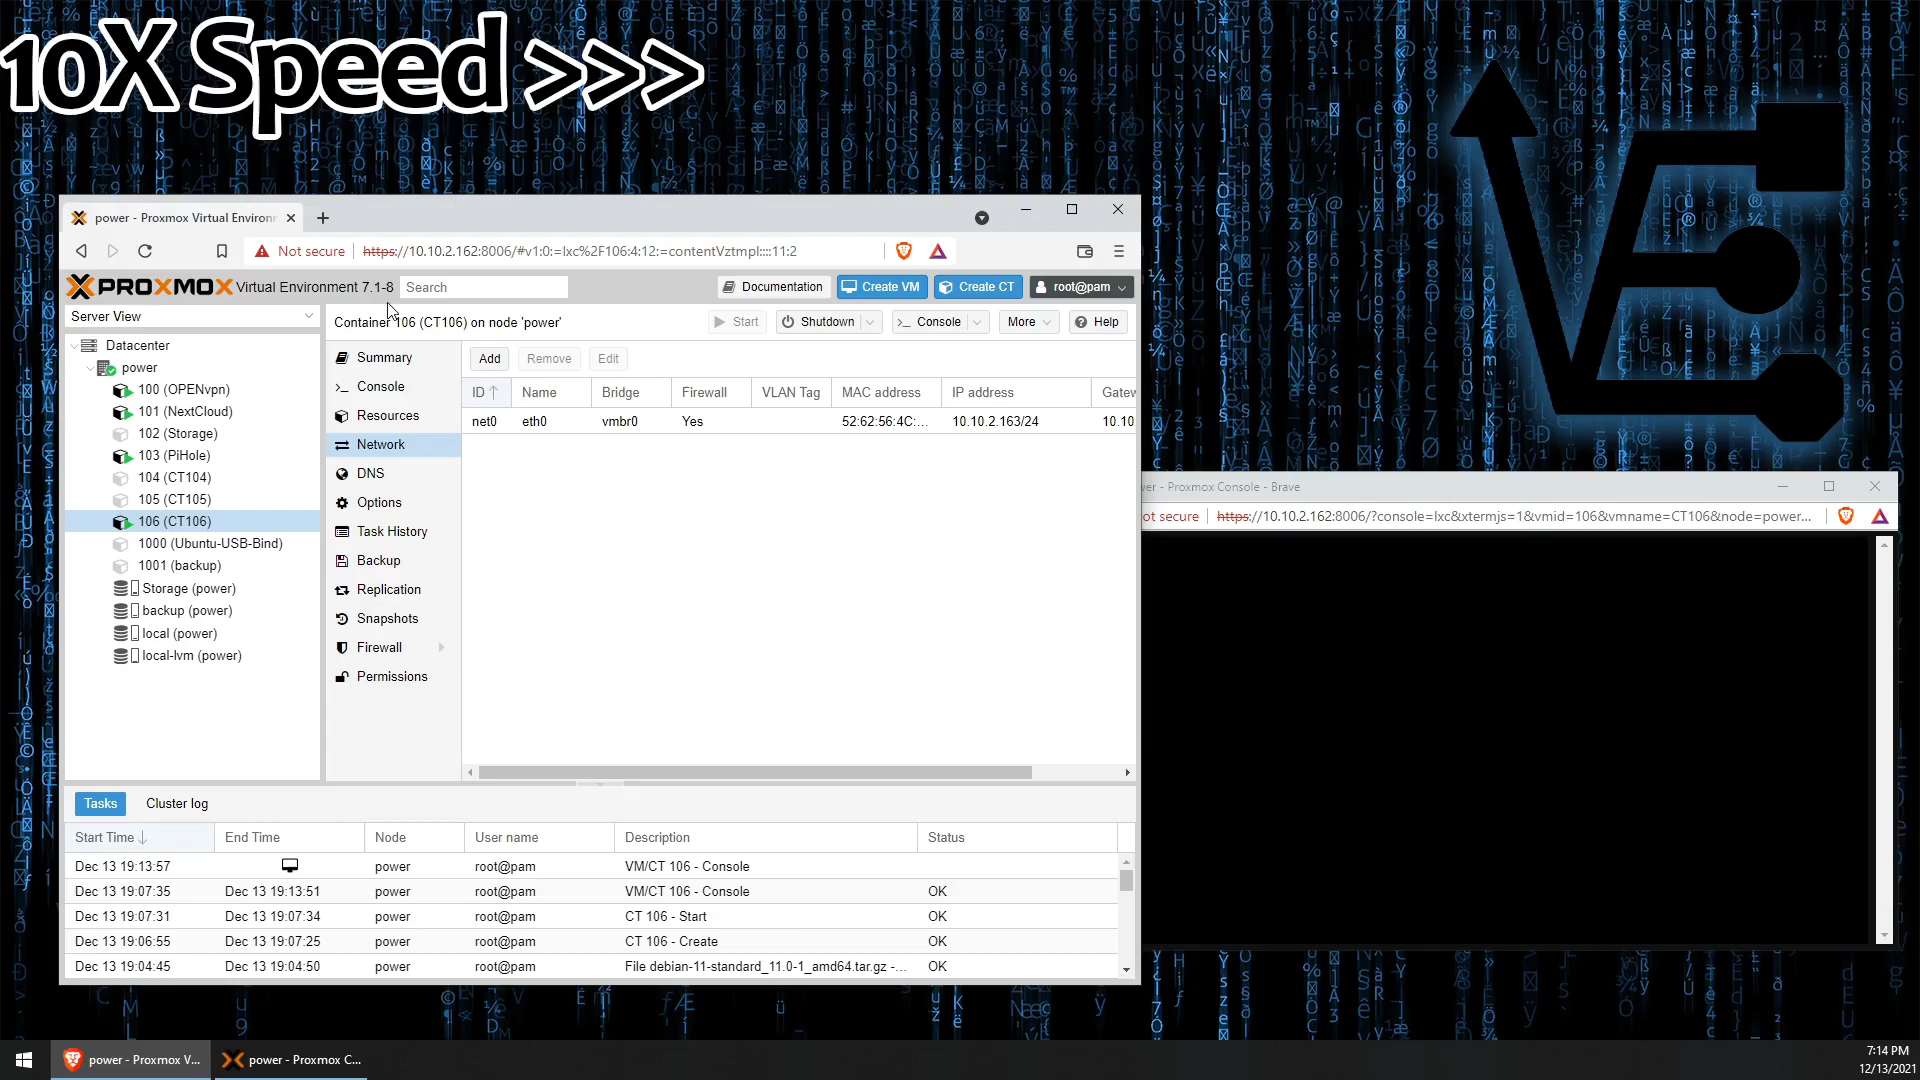 10X Speed >>>
power - Proxmox Virtual Environ
Not secure
https://10.10.2.162:8006/#v1:0:=lxc%2F106:4:12:=contentVztmpl::::11:2
PROXMOX Virtual Environment 7.1-8
Search
Documentation
Create VM
Create CT
root@pam
Server View
Container 106 (CT106) on node 'power'
Start
Shutdown
Console
More
Help
Datacenter
power
100 (OPENvpn)
101 (NextCloud)
102 (Storage)
103 (PiHole)
104 (CT104)
105 (CT105)
106 (CT106)
1000 (Ubuntu-USB-Bind)
1001 (backup)
Storage (power)
backup (power)
local (power)
local-lvm (power)
Summary
Console
Resources
Network
DNS
Options
Task History
Backup
Replication
Snapshots
Firewall
Permissions
Add Remove Edit
ID Name Bridge Firewall VLAN Tag MAC address IP address Gatew
net0 eth0 vmbr0 Yes 52:62:56:4C:... 10.10.2.163/24 10.10
Tasks Cluster log
Start Time End Time Node User name Description Status
Dec 13 19:13:57 power root@pam VM/CT 106 - Console
Dec 13 19:07:35 Dec 13 19:13:51 power root@pam VM/CT 106 - Console OK
Dec 13 19:07:31 Dec 13 19:07:34 power root@pam CT 106 - Start OK
Dec 13 19:06:55 Dec 13 19:07:25 power root@pam CT 106 - Create OK
Dec 13 19:04:45 Dec 13 19:04:50 power root@pam File debian-11-standard_11.0-1_amd64.tar.gz -... OK
er - Proxmox Console - Brave
ot secure
https://10.10.2.162:8006/?console=lxc&xtermjs=1&vmid=106&vmname=CT106&node=power...
power - Proxmox V...
power - Proxmox C...
7:14 PM
12/13/2021